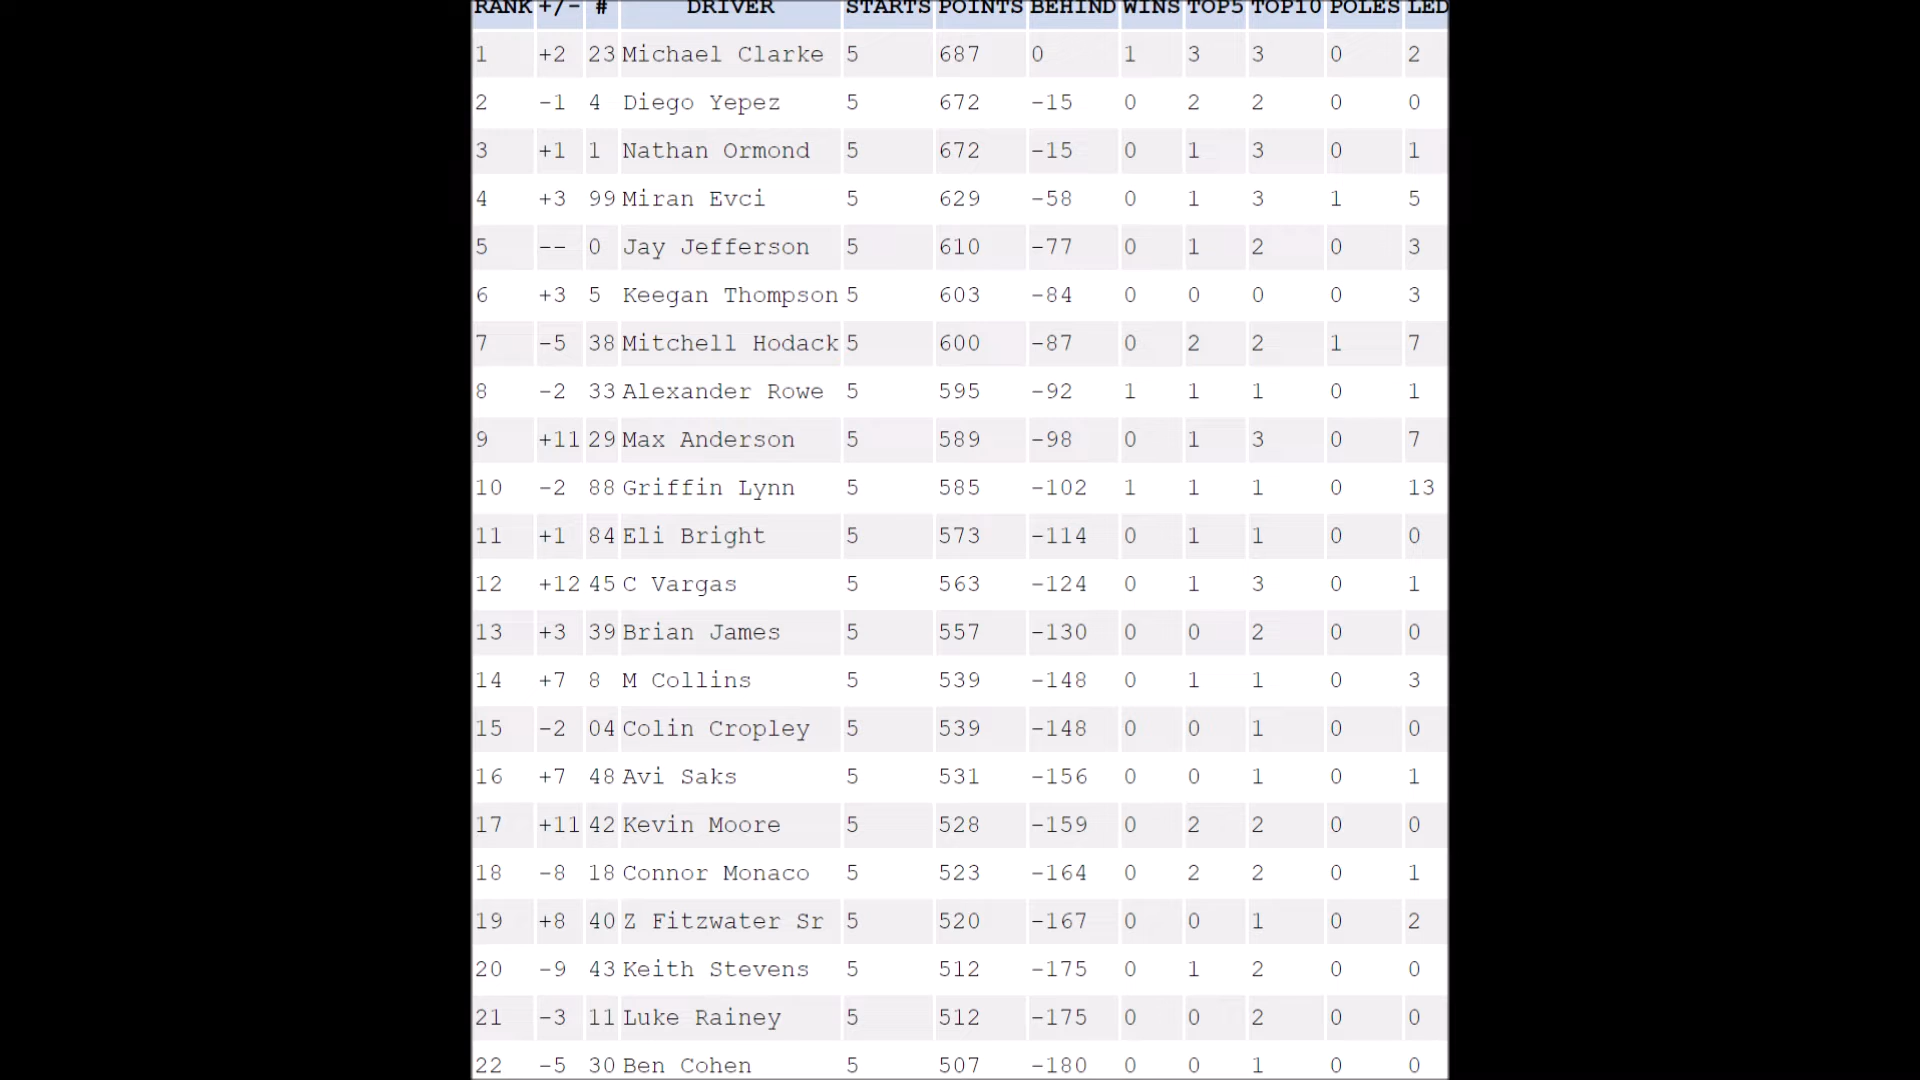 RANK +/- # DRIVER STARTS POINTS BEHIND WINS TOP5 TOP10 POLES LED
1 +2 23 Michael Clarke 5 687 0 1 3 3 0 2
2 -1 4 Diego Yepez 5 672 -15 0 2 2 0 0
3 +1 1 Nathan Ormond 5 672 -15 0 1 3 0 1
4 +3 99 Miran Evci 5 629 -58 0 1 3 1 5
5 -- 0 Jay Jefferson 5 610 -77 0 1 2 0 3
6 +3 5 Keegan Thompson 5 603 -84 0 0 0 0 3
7 -5 38 Mitchell Hodack 5 600 -87 0 2 2 1 7
8 -2 33 Alexander Rowe 5 595 -92 1 1 1 0 1
9 +11 29 Max Anderson 5 589 -98 0 1 3 0 7
10 -2 88 Griffin Lynn 5 585 -102 1 1 1 0 13
11 +1 84 Eli Bright 5 573 -114 0 1 1 0 0
12 +12 45 C Vargas 5 563 -124 0 1 3 0 1
13 +3 39 Brian James 5 557 -130 0 0 2 0 0
14 +7 8 M Collins 5 539 -148 0 1 1 0 3
15 -2 04 Colin Cropley 5 539 -148 0 0 1 0 0
16 +7 48 Avi Saks 5 531 -156 0 0 1 0 1
17 +11 42 Kevin Moore 5 528 -159 0 2 2 0 0
18 -8 18 Connor Monaco 5 523 -164 0 2 2 0 1
19 +8 40 Z Fitzwater Sr 5 520 -167 0 0 1 0 2
20 -9 43 Keith Stevens 5 512 -175 0 1 2 0 0
21 -3 11 Luke Rainey 5 512 -175 0 0 2 0 0
22 -5 30 Ben Cohen 5 507 -180 0 0 1 0 0